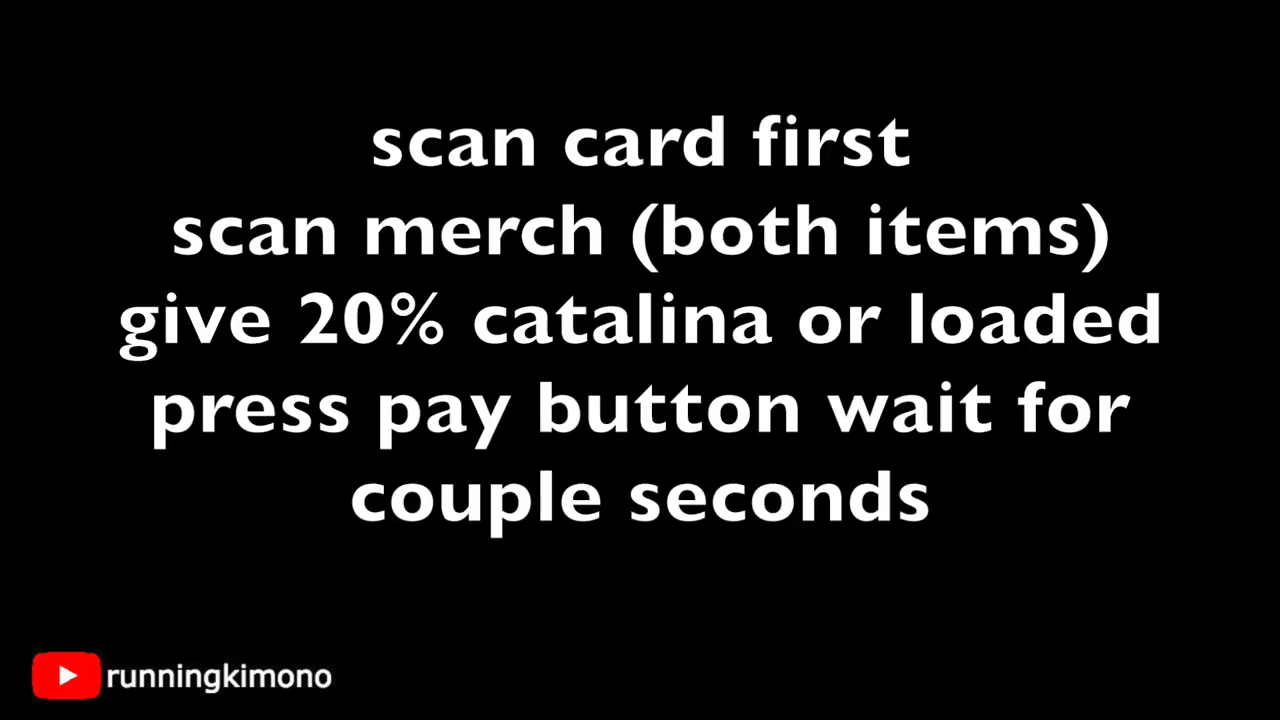 scan card first
scan merch (both items)
give 20% catalina or loaded
press pay button wait for
couple seconds
runningkimono